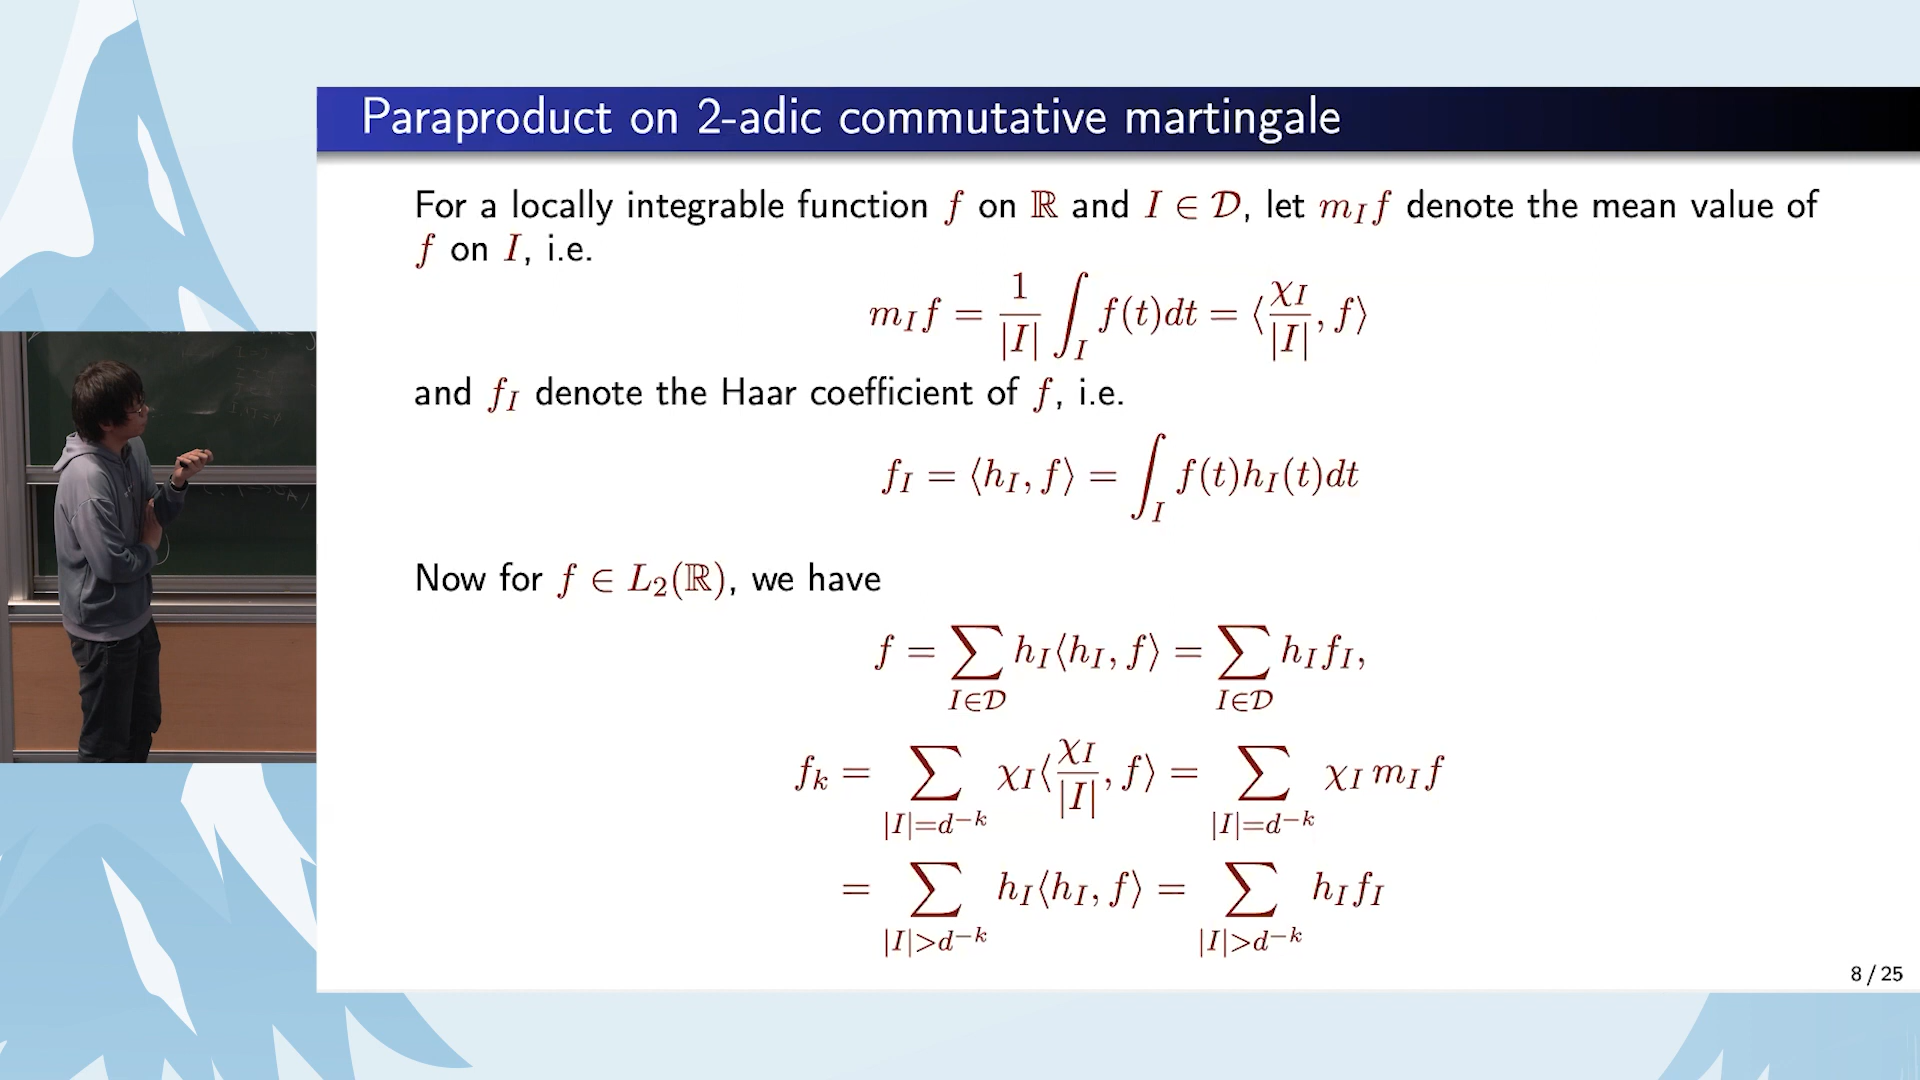 Paraproduct on 2-adic commutative martingale
For a locally integrable function f on ℝ and I ∈ 𝒟, let m_I f denote the mean value of
f on I, i.e.
m_I f = \frac{1}{|I|} ∫_I f(t)dt = ⟨\frac{χ_I}{|I|}, f⟩
and f_I denote the Haar coefficient of f, i.e.
f_I = ⟨h_I, f⟩ = ∫_I f(t)h_I(t)dt
Now for f ∈ L_2(ℝ), we have
f = ∑_{I∈𝒟} h_I⟨h_I, f⟩ = ∑_{I∈𝒟} h_I f_I,
f_k = ∑_{|I|=d^{-k}} χ_I⟨\frac{χ_I}{|I|}, f⟩ = ∑_{|I|=d^{-k}} χ_I m_I f
= ∑_{|I|>d^{-k}} h_I⟨h_I, f⟩ = ∑_{|I|>d^{-k}} h_I f_I
8 / 25